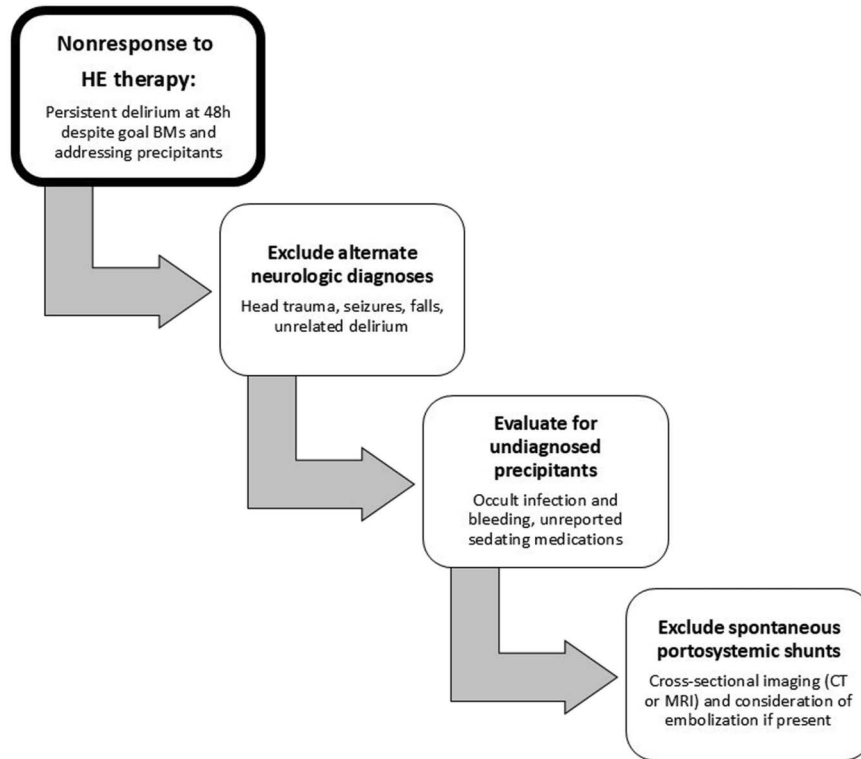 Nonresponse to
HE therapy:
Persistent delirium at 48h
despite goal BMs and
addressing precipitants
Exclude alternate
neurologic diagnoses
Head trauma, seizures, falls,
unrelated delirium
Evaluate for
undiagnosed
precipitants
Occult infection and
bleeding, unreported
sedating medications
Exclude spontaneous
portosystemic shunts
Cross-sectional imaging (CT
or MRI) and consideration of
embolization if present